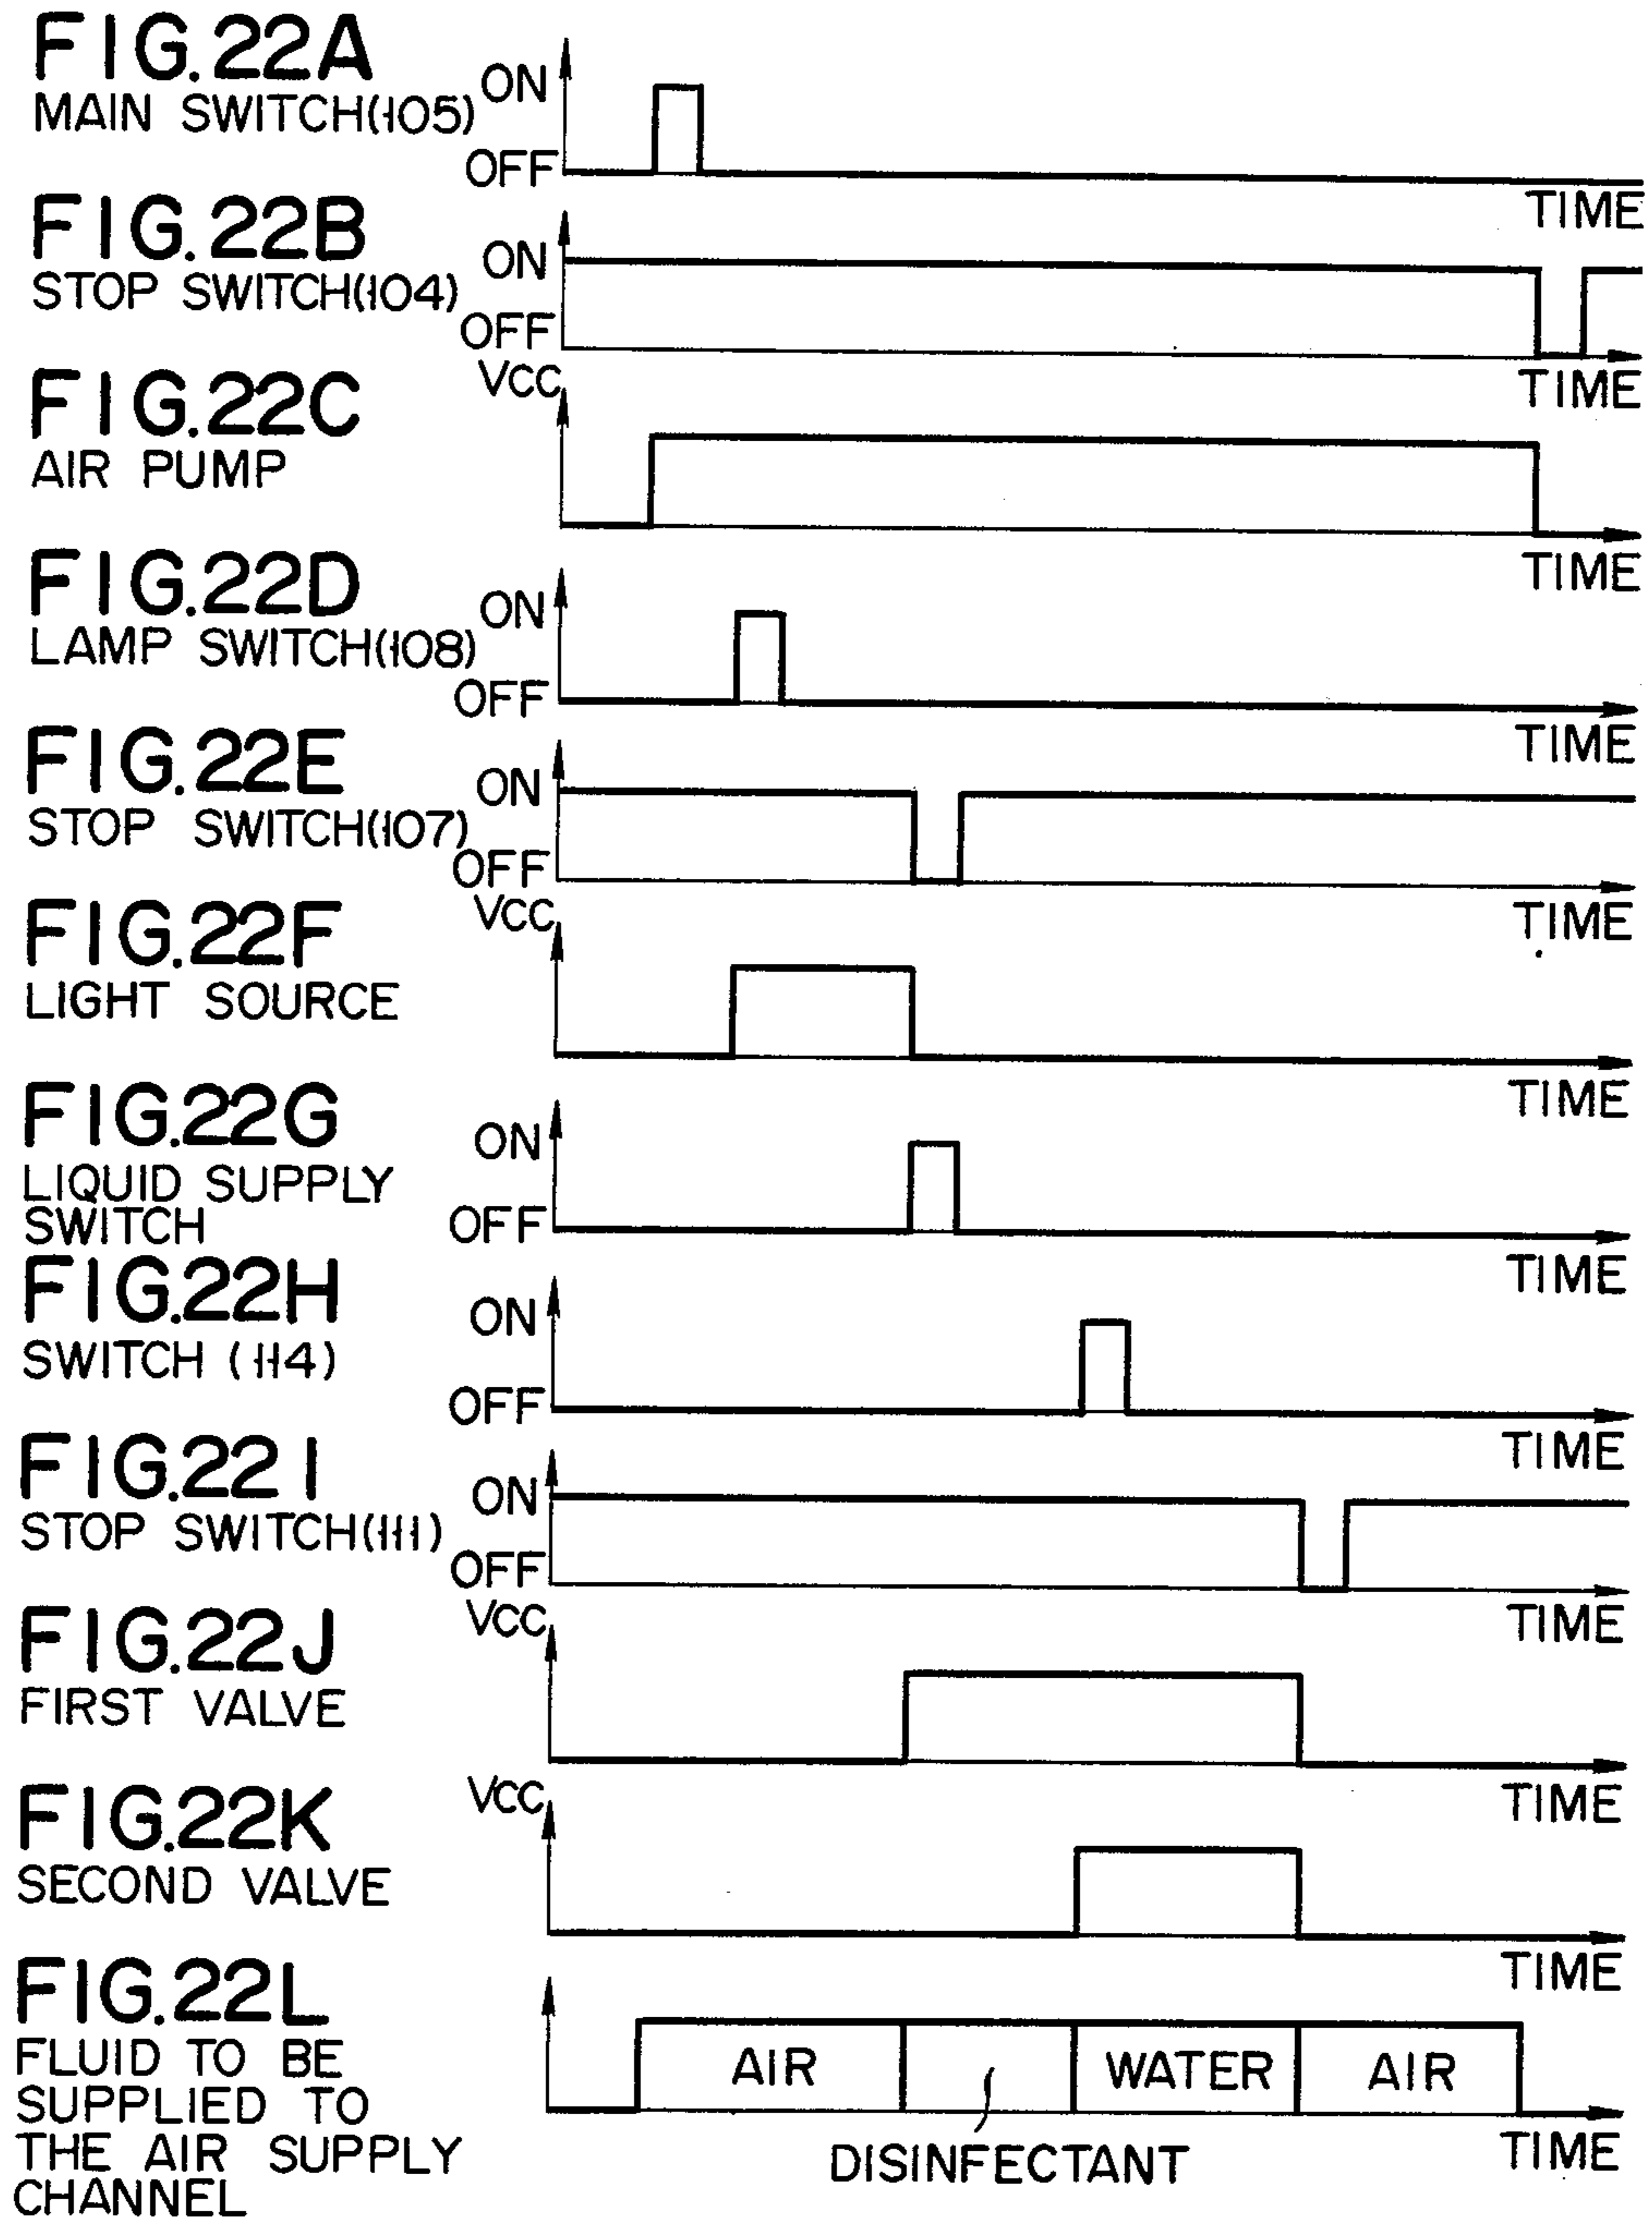 FIG.22A
MAIN SWITCH(105)
ON
OFF
TIME
FIG.22B
STOP SWITCH(104)
ON
OFF
TIME
FIG.22C
AIR PUMP
VCC
TIME
FIG.22D
LAMP SWITCH(108)
ON
OFF
TIME
FIG.22E
STOP SWITCH(107)
ON
OFF
TIME
FIG.22F
LIGHT SOURCE
VCC
TIME
FIG.22G
LIQUID SUPPLY
SWITCH
ON
OFF
TIME
FIG.22H
SWITCH (114)
ON
OFF
TIME
FIG.22I
STOP SWITCH(111)
ON
OFF
TIME
FIG.22J
FIRST VALVE
VCC
TIME
FIG.22K
SECOND VALVE
VCC
TIME
FIG.22L
FLUID TO BE
SUPPLIED TO
THE AIR SUPPLY
CHANNEL
AIR
WATER
AIR
DISINFECTANT
TIME